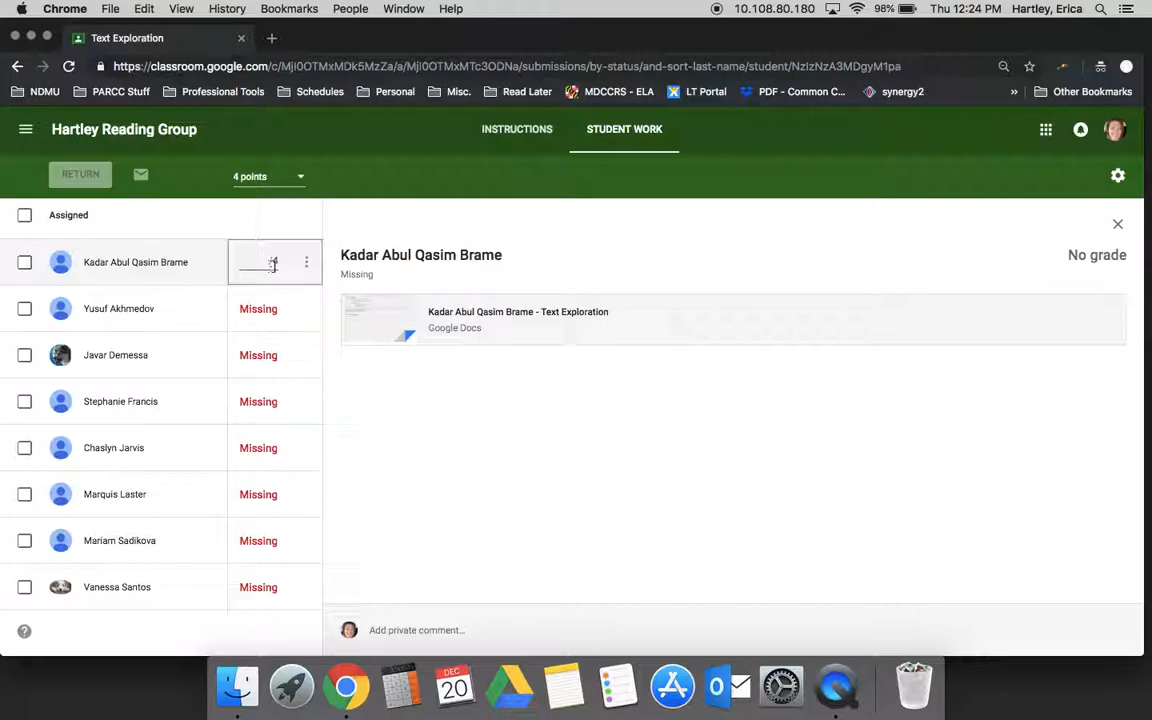 Chrome File Edit View History Bookmarks People Window Help 10.108.80.180 98% Thu 12:24 PM Hartley, Erica
Text Exploration
https://classroom.google.com/c/MjI0OTMxMDk5MzZa/a/MjI0OTMxMTc3ODNa/submissions/by-status/and-sort-last-name/student/NzIzNzA3MDgyM1pa
NDMU PARCC Stuff Professional Tools Schedules Personal Misc. Read Later MDCCRS - ELA LT Portal PDF - Common C... synergy2 » Other Bookmarks
Hartley Reading Group INSTRUCTIONS STUDENT WORK
RETURN 4 points
Assigned
Kadar Abul Qasim Brame
Yusuf Akhmedov Missing
Javar Demessa Missing
Stephanie Francis Missing
Chaslyn Jarvis Missing
Marquis Laster Missing
Mariam Sadikova Missing
Vanessa Santos Missing
Kadar Abul Qasim Brame No grade
Missing
Kadar Abul Qasim Brame - Text Exploration
Google Docs
Add private comment...
DEC
20